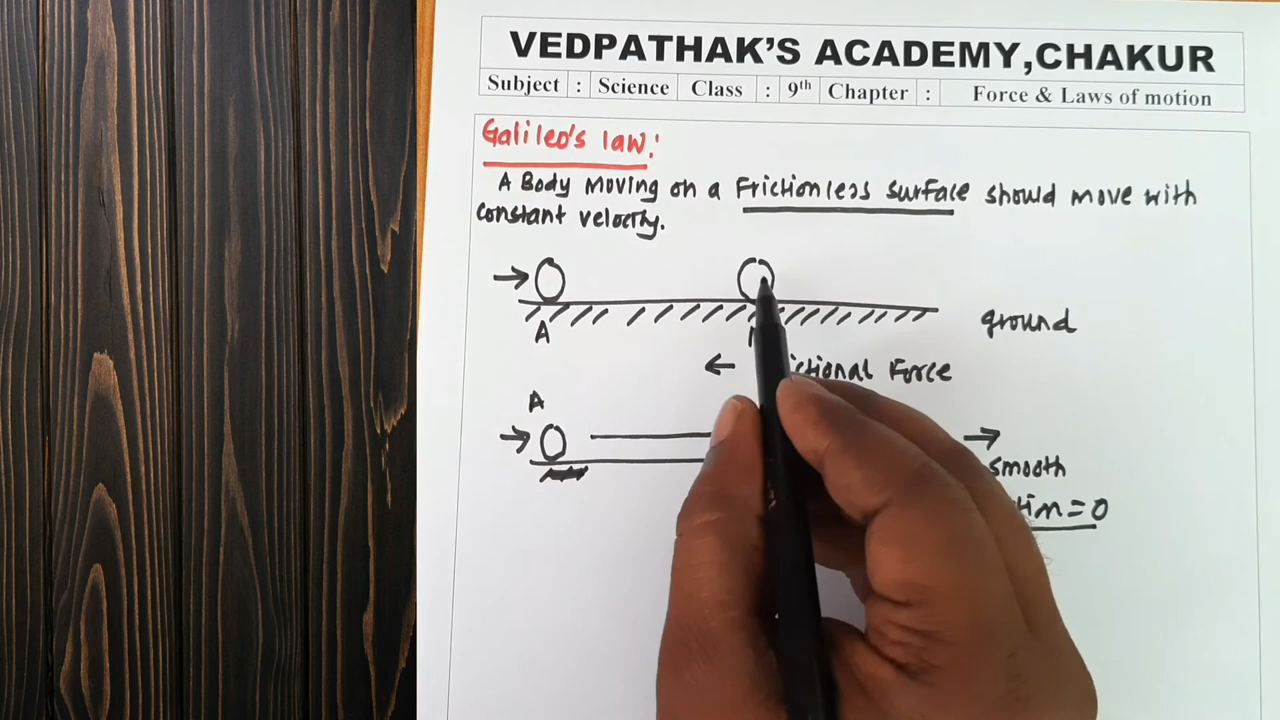 VEDPATHAK'S ACADEMY,CHAKUR
Subject : Science Class : 9th Chapter : Force & Laws of motion
Galileo's law:
A Body moving on a Frictionless surface should move with
constant velocity.
A
ground
← Force
A
smooth
=0